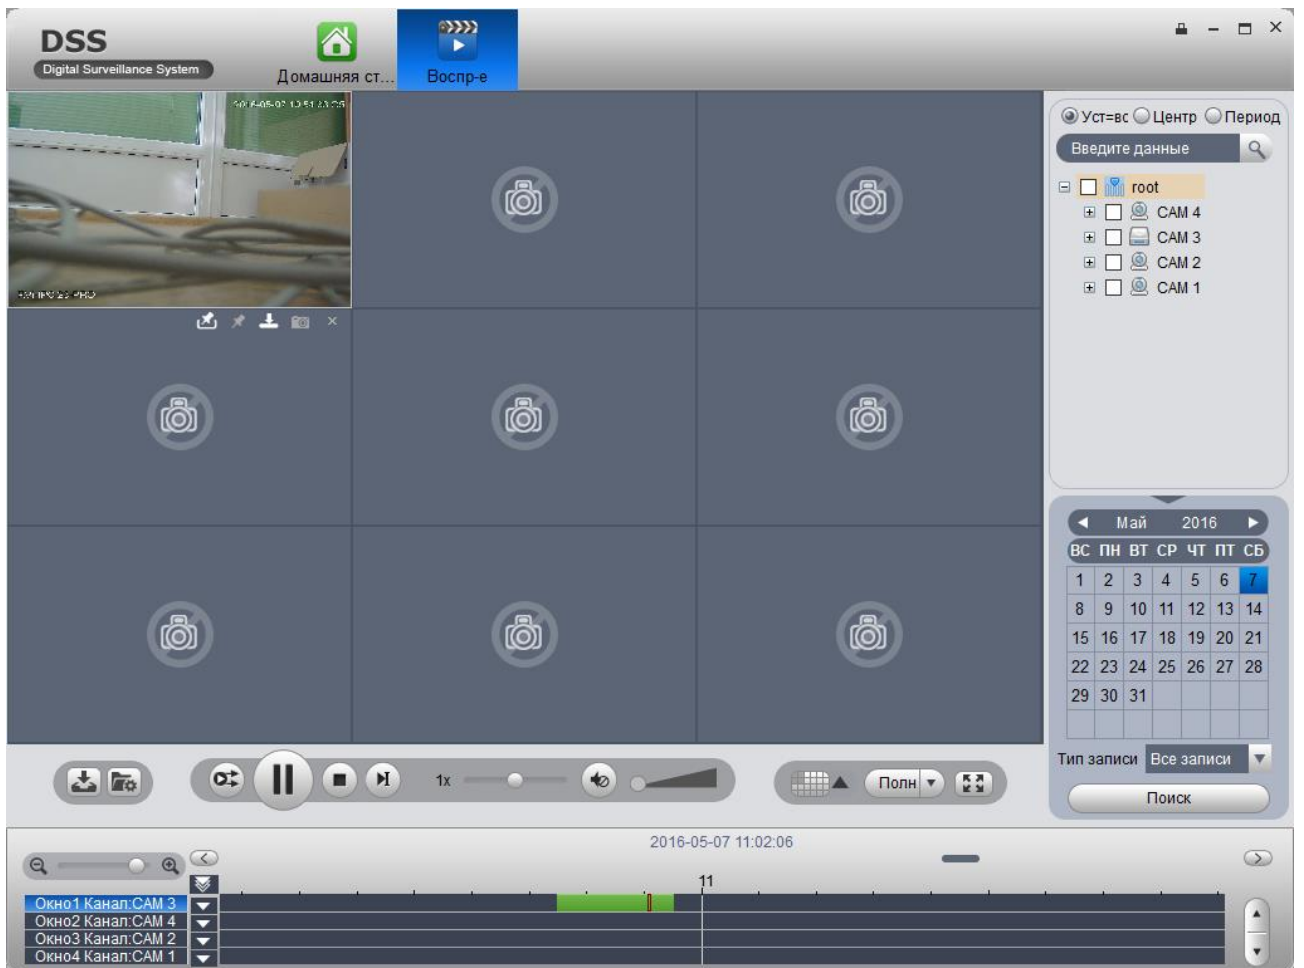 DSS
Digital Surveillance System
Домашняя ст...
Воспр-е
Уст=вс Центр Период
Введите данные
root
CAM 4
CAM 3
CAM 2
CAM 1
Май 2016
ВС ПН ВТ СР ЧТ ПТ СБ
1 2 3 4 5 6 7
8 9 10 11 12 13 14
15 16 17 18 19 20 21
22 23 24 25 26 27 28
29 30 31
Тип записи Все записи
Поиск
1x
Полн
2016-05-07 11:02:06
11
Окно1 Канал:CAM 3
Окно2 Канал:CAM 4
Окно3 Канал:CAM 2
Окно4 Канал:CAM 1